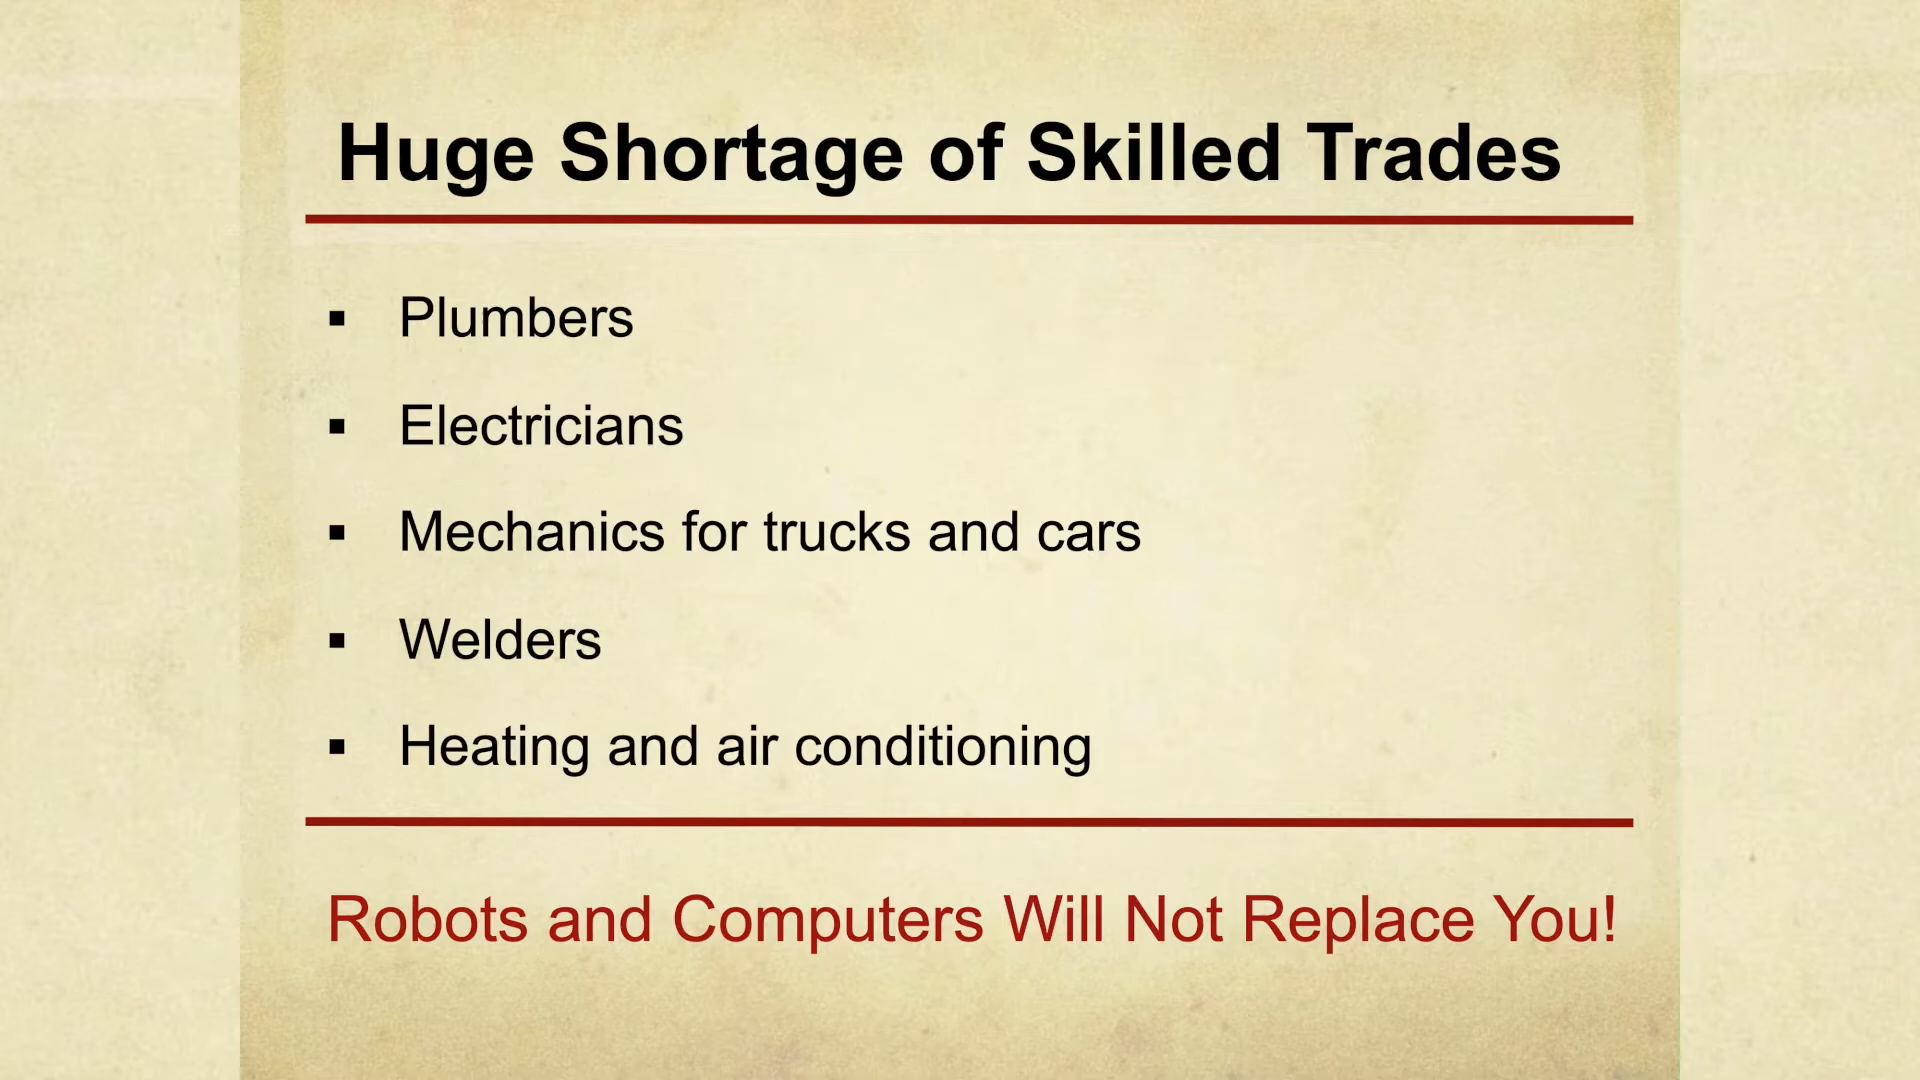 Huge Shortage of Skilled Trades
▪ Plumbers
▪ Electricians
▪ Mechanics for trucks and cars
▪ Welders
▪ Heating and air conditioning
Robots and Computers Will Not Replace You!